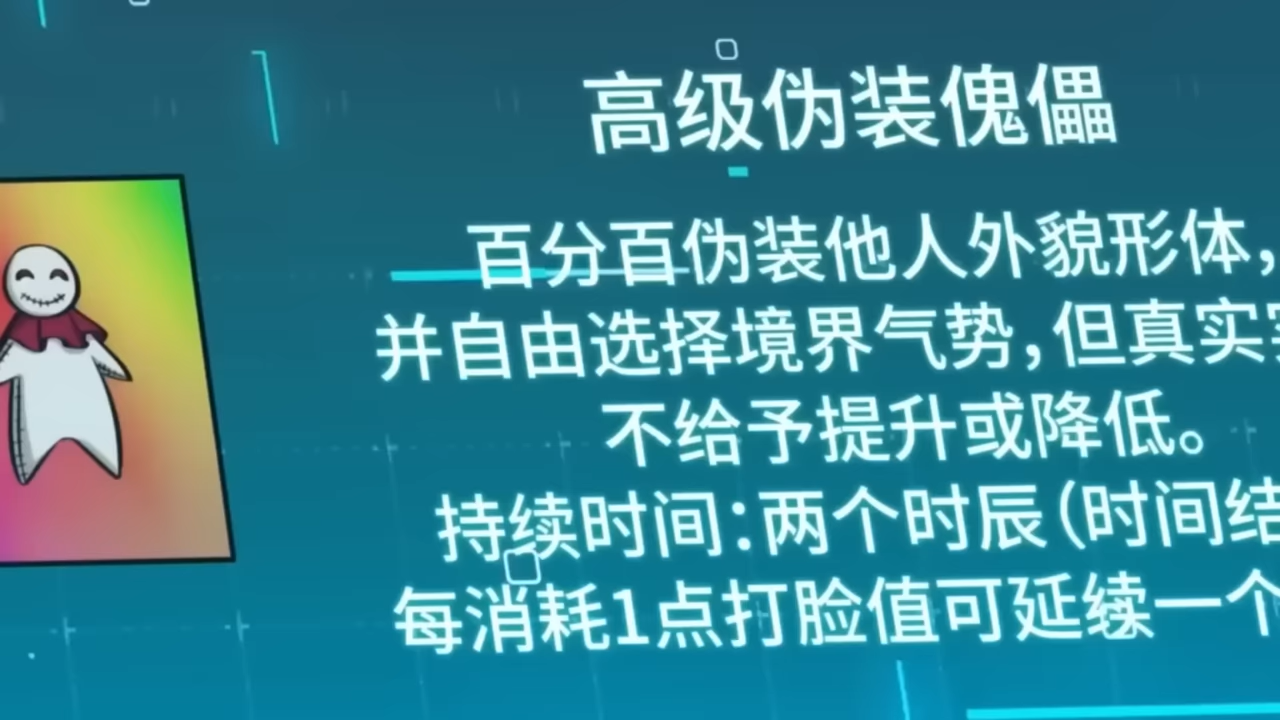 高级伪装傀儡
百分百伪装他人外貌形体，
并自由选择境界气势，但真实
不给予提升或降低。
持续时间：两个时辰（时间结
每消耗1点打脸值可延续一个